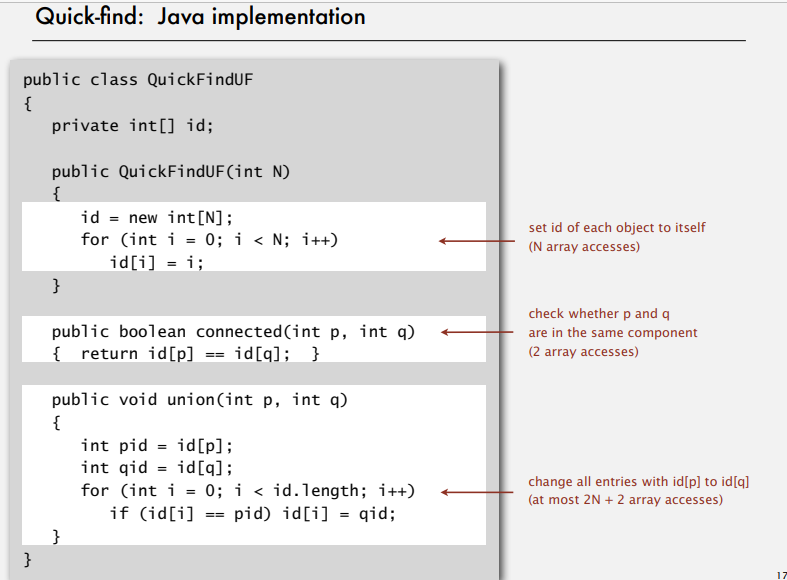 Quick-find: Java implementation
public class QuickFindUF
{
private int[] id;
public QuickFindUF(int N)
{
id = new int[N];
for (int i = 0; i < N; i++)
id[i] = i;
}
set id of each object to itself
(N array accesses)
public boolean connected(int p, int q)
{ return id[p] == id[q]; }
check whether p and q
are in the same component
(2 array accesses)
public void union(int p, int q)
{
int pid = id[p];
int qid = id[q];
for (int i = 0; i < id.length; i++)
if (id[i] == pid) id[i] = qid;
}
}
change all entries with id[p] to id[q]
(at most 2N + 2 array accesses)
17